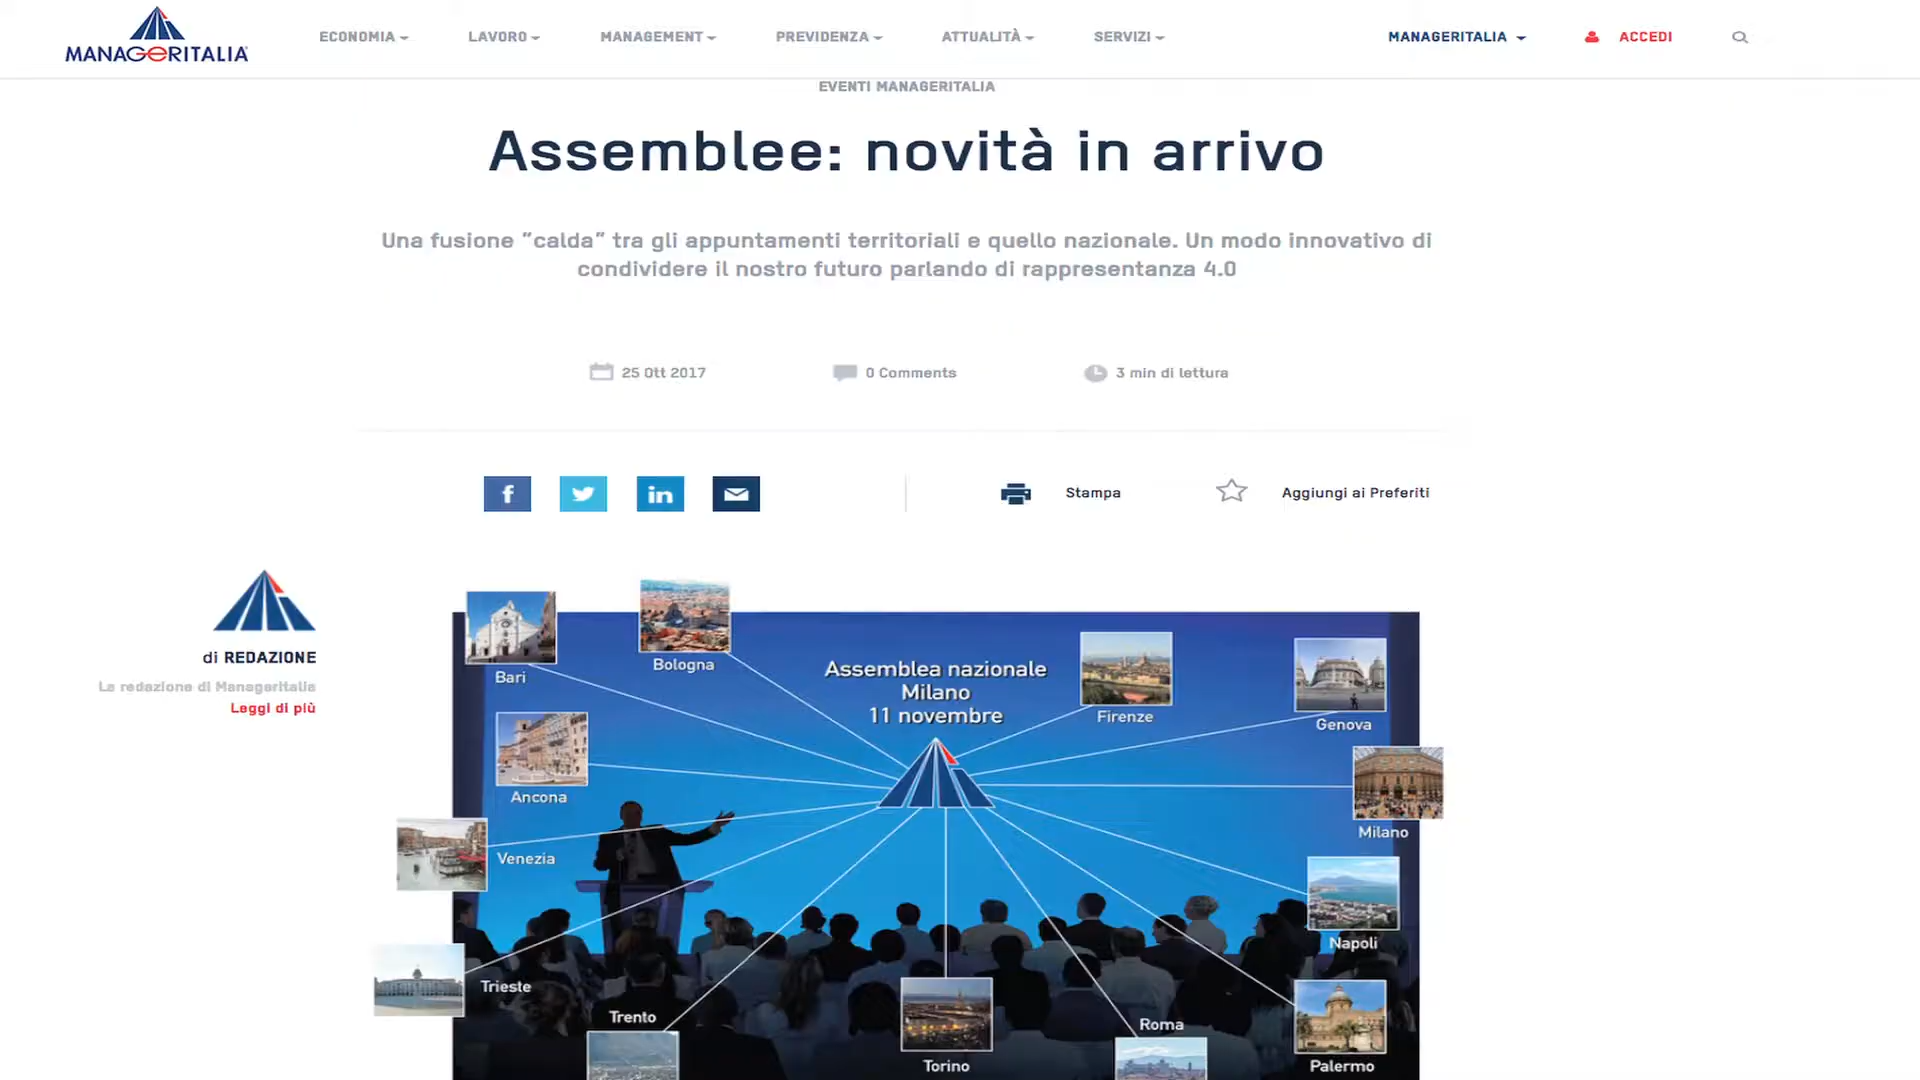 MANAGERITALIA
ECONOMIA
LAVORO
MANAGEMENT
PREVIDENZA
ATTUALITÀ
SERVIZI
MANAGERITALIA
ACCEDI
EVENTI MANAGERITALIA
Assemblee: novità in arrivo
Una fusione “calda” tra gli appuntamenti territoriali e quello nazionale. Un modo innovativo di
condividere il nostro futuro parlando di rappresentanza 4.0
25 Ott 2017
0 Comments
3 min di lettura
f
in
Stampa
Aggiungi ai Preferiti
di REDAZIONE
La redazione di Manageritalia
Leggi di più
Assemblea nazionale
Milano
11 novembre
Bari
Bologna
Firenze
Genova
Ancona
Milano
Venezia
Napoli
Trieste
Trento
Torino
Roma
Palermo